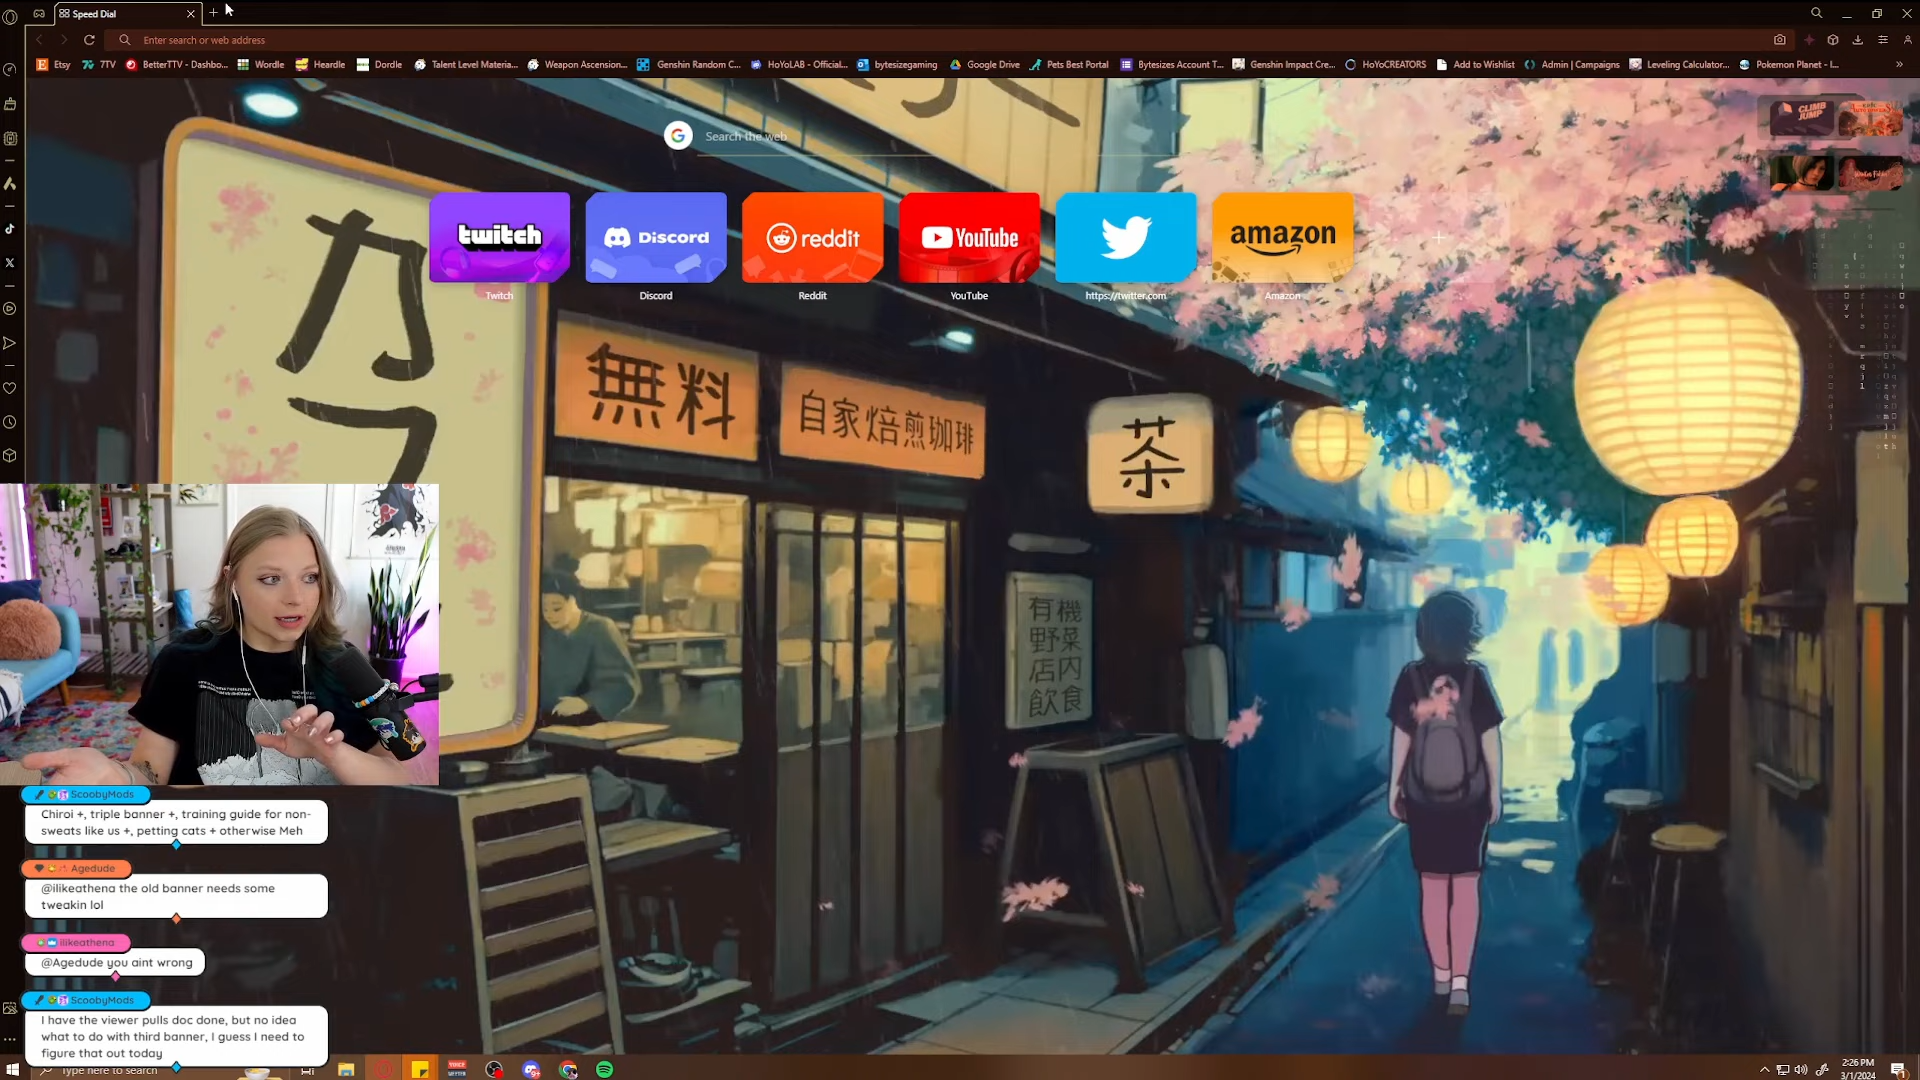 Speed Dial
Enter search or web address
Etsy
7TV
BetterTTV - Dashbo...
Wordle
Heardle
Dordle
Talent Level Materia...
Weapon Ascension...
Genshin Random C...
HoYoLAB - Official...
bytesizegaming
Google Drive
Pets Best Portal
Bytesizes Account T...
Genshin Impact Cre...
HoYoCREATORS
Add to Wishlist
Admin | Campaigns
Leveling Calculator...
Pokemon Planet - I...
Search the web
CLIMB
JUMP
twitch
Discord
reddit
YouTube
amazon
Twitch
Discord
Reddit
YouTube
https://twitter.com
Amazon
カ
フ
無料
自家焙煎珈琲
茶
有機
野菜
店内
飲食
ScoobyMods
Chiroi +, triple banner +, training guide for non-
sweats like us +, petting cats + otherwise Meh
Agedude
@ilikeathena the old banner needs some
tweakin lol
ilikeathena
@Agedude you aint wrong
ScoobyMods
I have the viewer pulls doc done, but no idea
what to do with third banner, I guess I need to
figure that out today
Type here to search
2:26 PM
3/1/2024